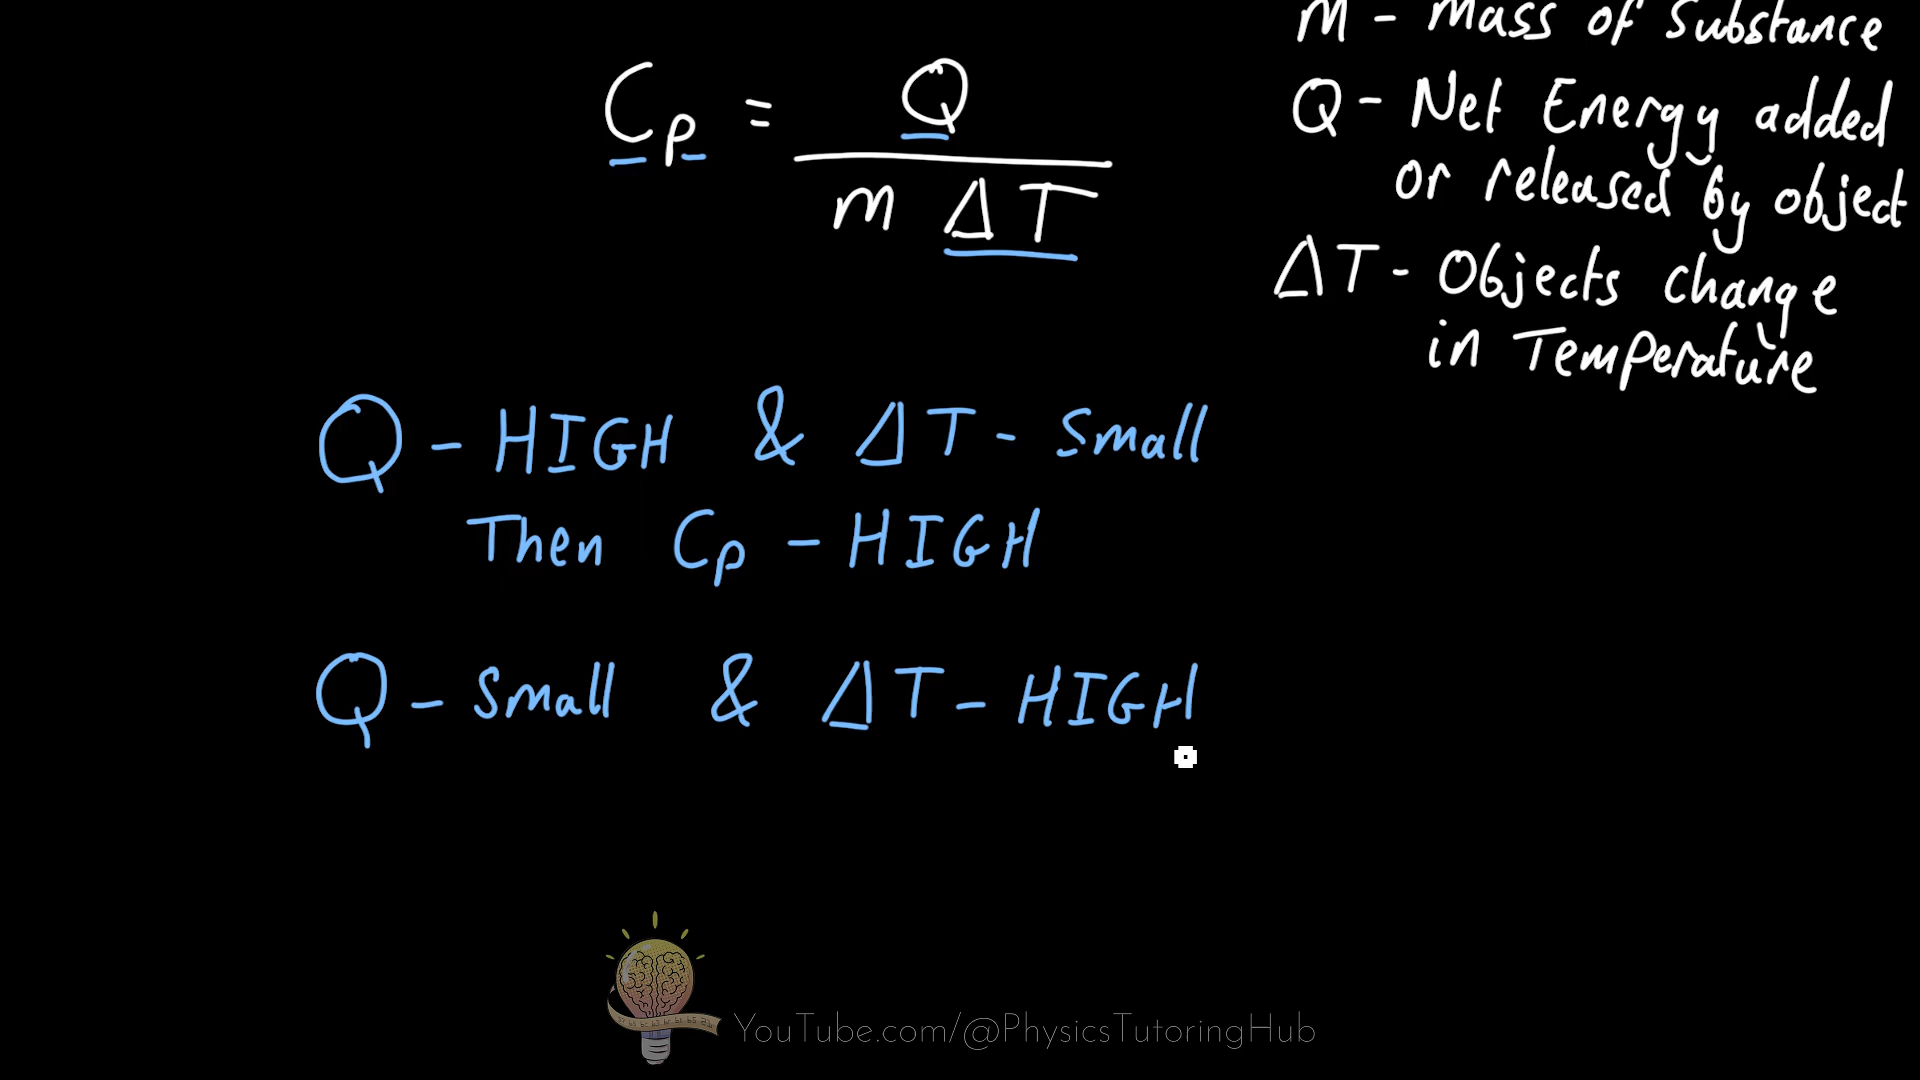 Cp = Q
m ΔT
m - Mass of Substance
Q - Net Energy added
or released by object
ΔT - Objects change
in Temperature
Q - HIGH & ΔT - Small
Then Cp - HIGH
Q - Small & ΔT - HIGH
YouTube.com/@PhysicsTutoringHub